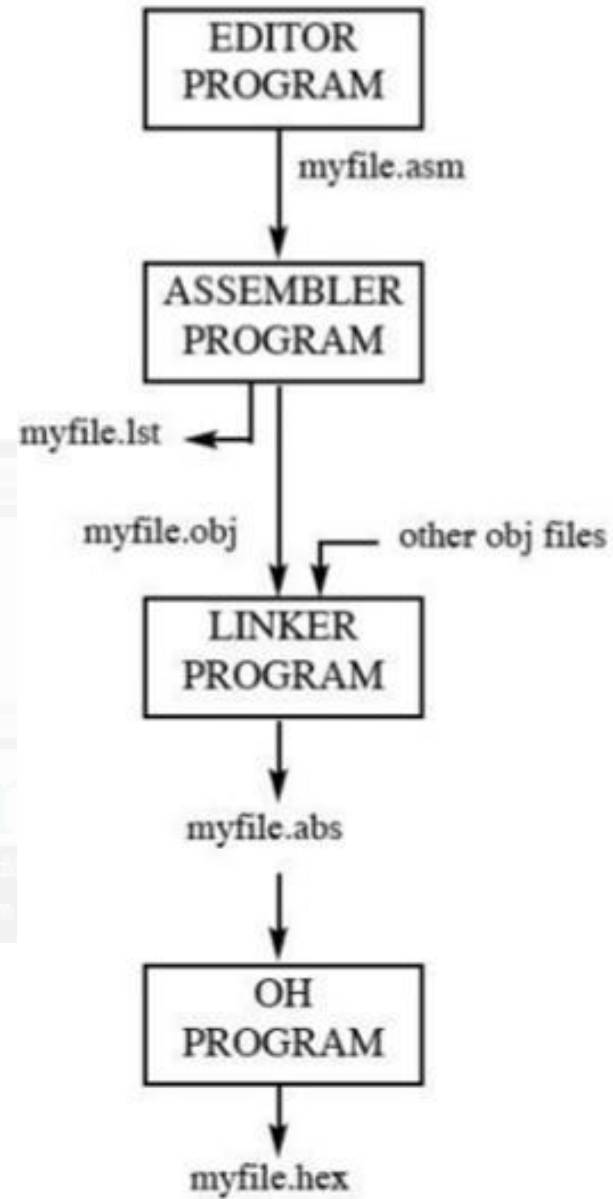 EDITOR
PROGRAM
myfile.asm
ASSEMBLER
PROGRAM
myfile.lst
myfile.obj
other obj files
LINKER
PROGRAM
myfile.abs
OH
PROGRAM
myfile.hex